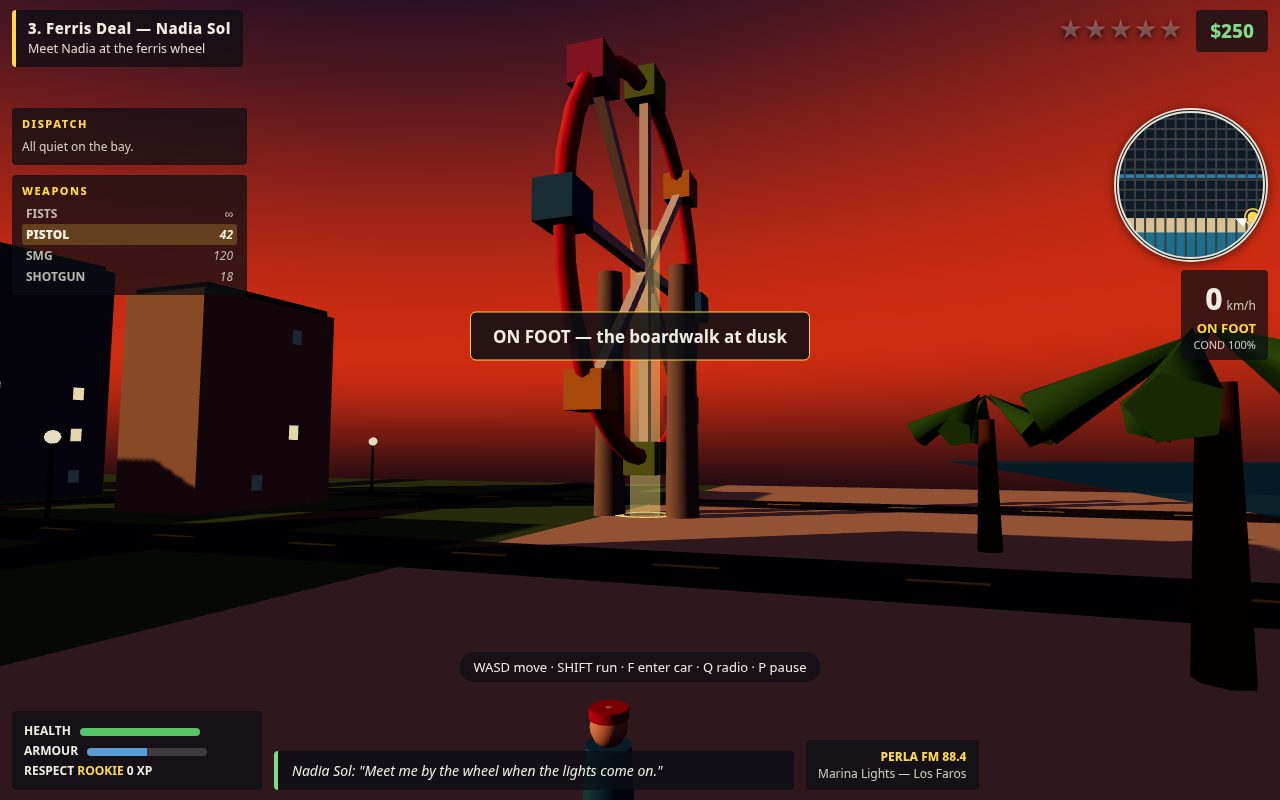 3. Ferris Deal — Nadia Sol
Meet Nadia at the ferris wheel
★★★★★
$250
DISPATCH
All quiet on the bay.
WEAPONS
FISTS ∞
PISTOL 42
SMG 120
SHOTGUN 18
0 km/h
ON FOOT
COND 100%
ON FOOT — the boardwalk at dusk
WASD move · SHIFT run · F enter car · Q radio · P pause
HEALTH
ARMOUR
RESPECT ROOKIE 0 XP
Nadia Sol: "Meet me by the wheel when the lights come on."
PERLA FM 88.4
Marina Lights — Los Faros